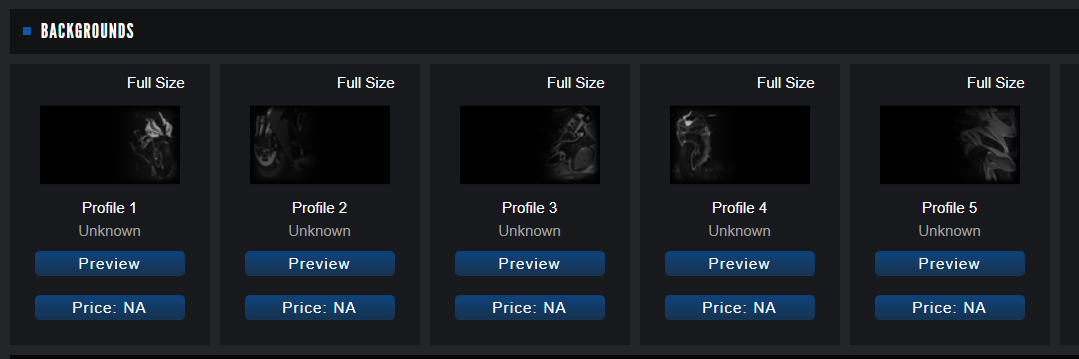 BACKGROUNDS
Full Size
Profile 1
Unknown
Preview
Price: NA
Full Size
Profile 2
Unknown
Preview
Price: NA
Full Size
Profile 3
Unknown
Preview
Price: NA
Full Size
Profile 4
Unknown
Preview
Price: NA
Full Size
Profile 5
Unknown
Preview
Price: NA